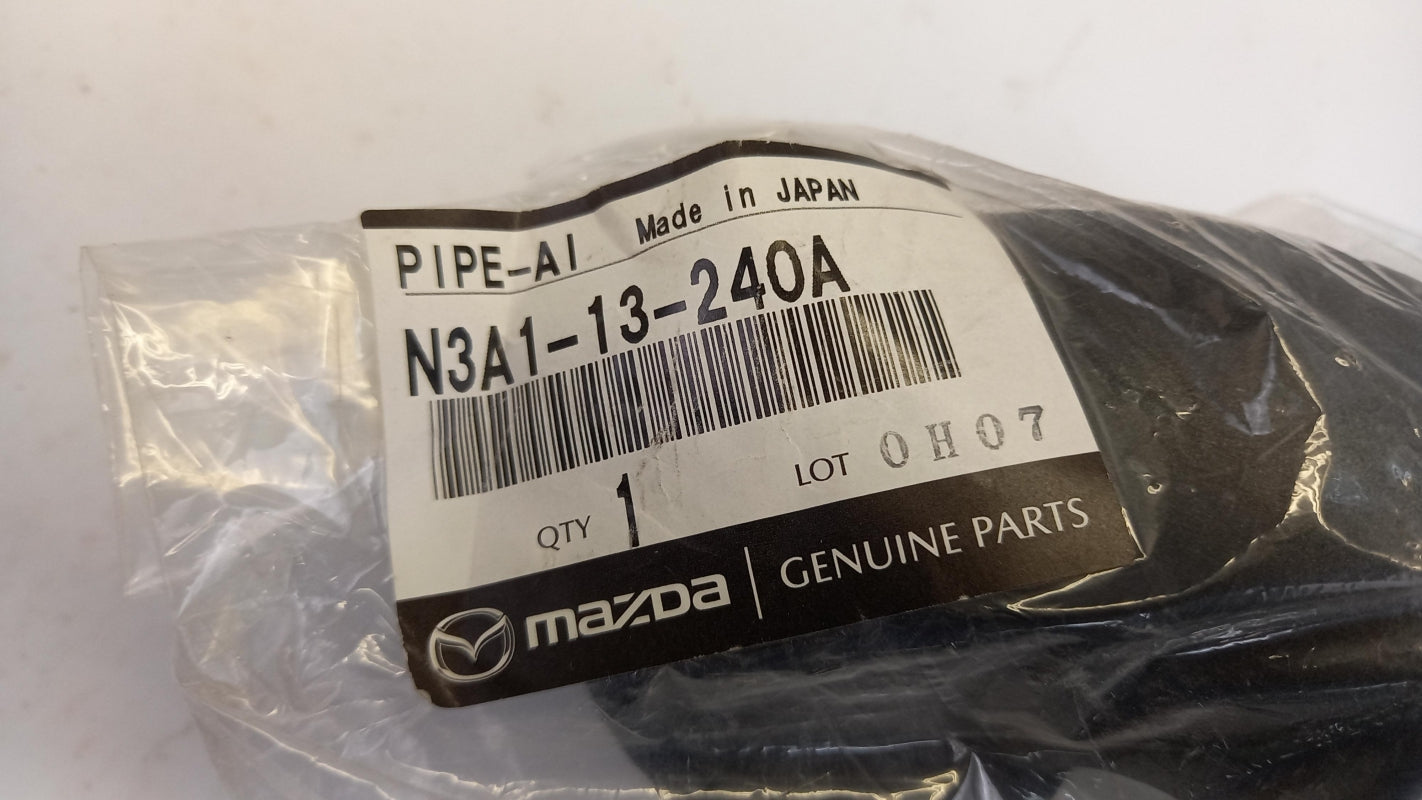 PIPE-AI Made in JAPAN
N3A1-13-240A
QTY 1 LOT 0H07
mazda | GENUINE PARTS